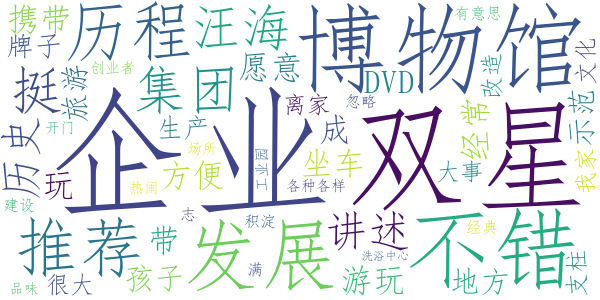 携带
历程
汪海
博物馆
有意思
牌子
创业者
挺
旅游
集团
愿意
DVD
改造
文化
历史
开门
企业
双星
离家
忽略
经常
示范
生产
成
玩
场所
方便
工业园
坐车
各种各样
大事
我家
热闹
建设
推荐
带
志
发展
积淀
讲述
不错
经典
支柱
品味
很大
孩子
满
游玩
洗浴中心
地方